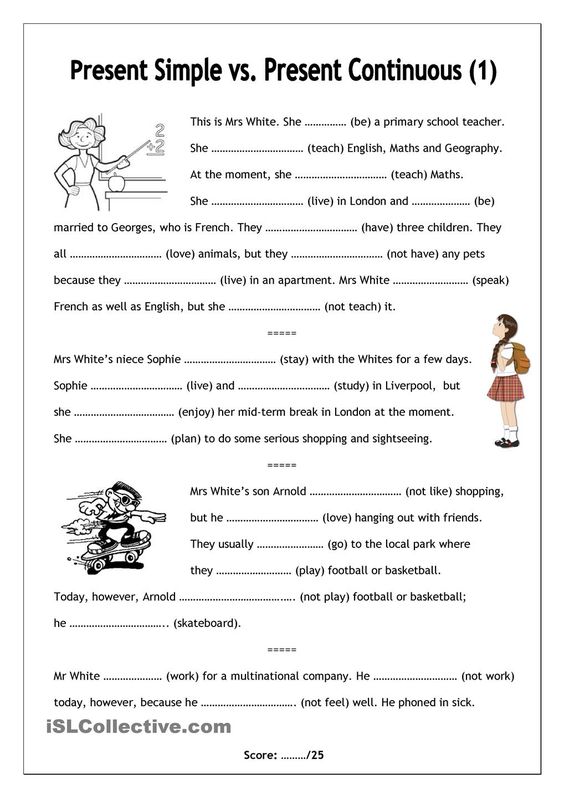 Present Simple vs. Present Continuous (1)
2
+2
This is Mrs White. She …………… (be) a primary school teacher.
She …………………………… (teach) English, Maths and Geography.
At the moment, she …………………………… (teach) Maths.
She …………………………… (live) in London and ………………… (be)
married to Georges, who is French. They …………………………… (have) three children. They
all …………………………… (love) animals, but they …………………………… (not have) any pets
because they …………………………… (live) in an apartment. Mrs White ……………………… (speak)
French as well as English, but she …………………………… (not teach) it.
=====
Mrs White’s niece Sophie …………………………… (stay) with the Whites for a few days.
Sophie …………………………… (live) and …………………………… (study) in Liverpool, but
she ……………………………… (enjoy) her mid-term break in London at the moment.
She …………………………… (plan) to do some serious shopping and sightseeing.
=====
Mrs White’s son Arnold …………………………… (not like) shopping,
but he …………………………… (love) hanging out with friends.
They usually …………………… (go) to the local park where
they ……………………… (play) football or basketball.
Today, however, Arnold ……………………………….…. (not play) football or basketball;
he …………………………….. (skateboard).
=====
Mr White ………………… (work) for a multinational company. He ………………………… (not work)
today, however, because he ……………………………. (not feel) well. He phoned in sick.
iSLCollective.com
Score: ………/25